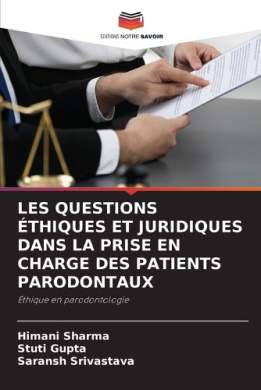 EDITIONS NOTRE SAVOIR
LES QUESTIONS
ÉTHIQUES ET JURIDIQUES
DANS LA PRISE EN
CHARGE DES PATIENTS
PARODONTAUX
Éthique en parodontologie
Himani Sharma
Stuti Gupta
Saransh Srivastava